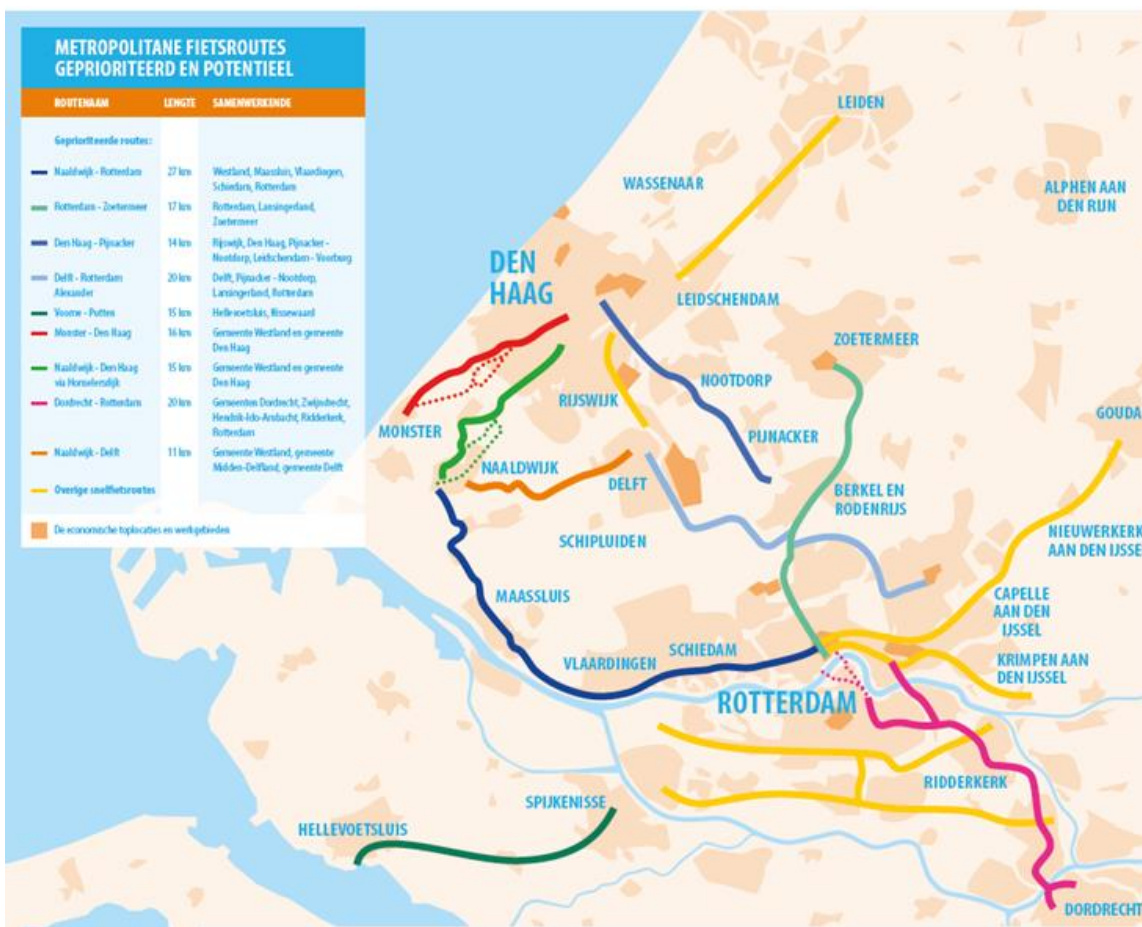 METROPOLITANE FIETSROUTES
GEPRIORITEERD EN POTENTIEEL
ROUTENAAM LENGTE SAMENWERKENDE
Geprioriteerde routes:
Naaldwijk - Rotterdam 27 km Westland, Maassluis, Vlaardingen,
Schiedam, Rotterdam
Rotterdam - Zoetermeer 17 km Rotterdam, Lansingerland,
Zoetermeer
Den Haag - Pijnacker 14 km Rijswijk, Den Haag, Pijnacker -
Nootdorp, Leidschendam - Voorburg
Delft - Rotterdam 20 km Delft, Pijnacker - Nootdorp,
Alexander Lansingerland, Rotterdam
Voorne - Putten 15 km Hellevoetsluis, Nissewaard
Monster - Den Haag 16 km Gemeente Westland en gemeente
Den Haag
Naaldwijk - Den Haag 15 km Gemeente Westland en gemeente
via Honselersdijk Den Haag
Dordrecht - Rotterdam 20 km Gemeenten Dordrecht, Zwijndrecht,
Hendrik-Ido-Ambacht, Ridderkerk,
Rotterdam
Naaldwijk - Delft 11 km Gemeente Westland, gemeente
Midden-Delfland, gemeente Delft
Overige snelfietsroutes
De economische toplocaties en werkgebieden
LEIDEN
WASSENAAR
ALPHEN AAN
DEN RIJN
DEN
HAAG
LEIDSCHENDAM
ZOETERMEER
NOOTDORP
RIJSWIJK
GOUDA
MONSTER
PIJNACKER
NAALDWIJK
DELFT
BERKEL EN
RODENRIJS
SCHIPLUIDEN
NIEUWERKERK
AAN DEN IJSSE
MAASSLUIS
CAPELLE
AAN DEN
IJSSEL
SCHIEDAM
VLAARDINGEN
KRIMPEN AAN
DEN IJSSEL
ROTTERDAM
RIDDERKERK
SPIJKENISSE
HELLEVOETSLUIS
DORDRECHT